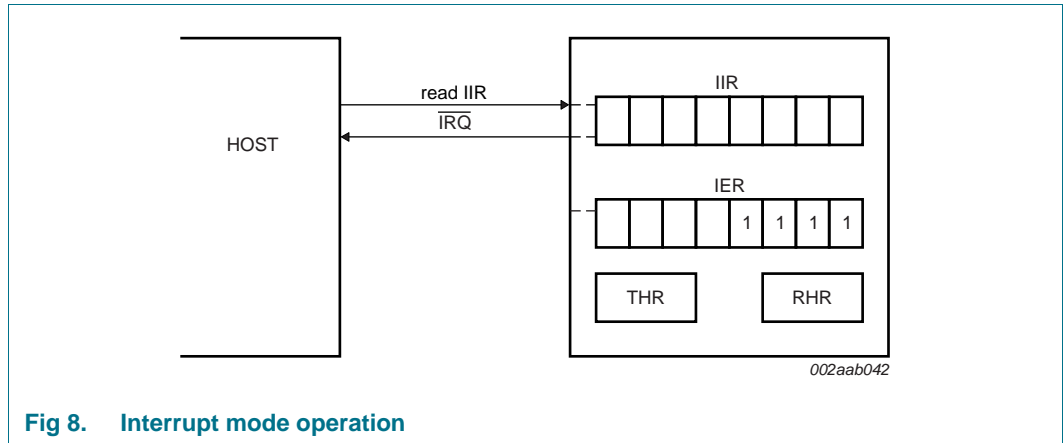 read IIR
IRQ
HOST
IIR
IER
1 1 1 1
THR
RHR
002aab042
Fig 8. Interrupt mode operation